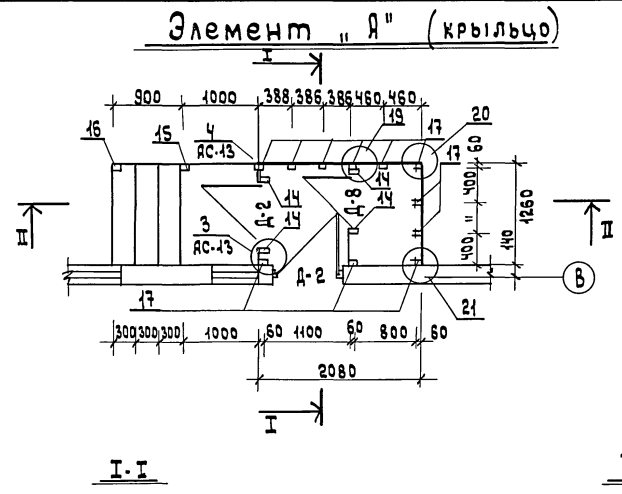 Элемент "А" (крыльцо)
I
900 1000 388 386 386 460 460
16 15 4 19 17 20
АС-13
17
60
14
400
Д-2 Д-8
II 14 14 " 1260 II
3
АС-13
400 140
Д-2 В
17 21
300 300 300 1000 60 1100 60 800 60
2080
I
I-I